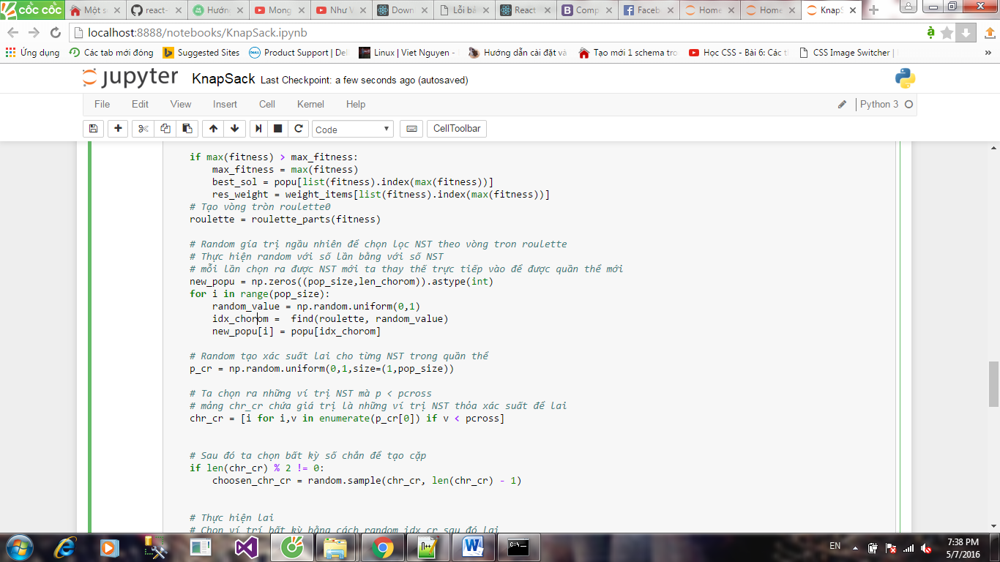 cốc cốc
Một s
react-
Hướng
Mong
Như V
Down
Lỗi bả
React
Comp
Faceb
Home
Home
KnapS
localhost:8888/notebooks/KnapSack.ipynb
Ứng dụng
Các tab mới đóng
Suggested Sites
Product Support | Del
Linux | Viet Nguyen -
Hướng dẫn cài đặt và
Tạo mới 1 schema tro
Học CSS - Bài 6: Các t
CSS Image Switcher |
»
jupyter KnapSack Last Checkpoint: a few seconds ago (autosaved)
File Edit View Insert Cell Kernel Help Python 3
Code CellToolbar
if max(fitness) > max_fitness:
max_fitness = max(fitness)
best_sol = popu[list(fitness).index(max(fitness))]
res_weight = weight_items[list(fitness).index(max(fitness))]
# Tạo vòng tròn roulette0
roulette = roulette_parts(fitness)
# Random gía trị ngầu nhiên để chọn lọc NST theo vòng tron roulette
# Thực hiện random với số lần bằng với số NST
# mỗi lần chọn ra được NST mới ta thay thế trực tiếp vào để được quần thể mới
new_popu = np.zeros((pop_size,len_chorom)).astype(int)
for i in range(pop_size):
random_value = np.random.uniform(0,1)
idx_chorom =  find(roulette, random_value)
new_popu[i] = popu[idx_chorom]
# Random tạo xác suất lai cho từng NST trong quần thể
p_cr = np.random.uniform(0,1,size=(1,pop_size))
# Ta chọn ra những ví trị NST mà p < pcross
# mảng chr_cr chứa giá trị là những ví trị NST thỏa xác suất để lai
chr_cr = [i for i,v in enumerate(p_cr[0]) if v < pcross]
# Sau đó ta chọn bất kỳ số chẵn để tạo cặp
if len(chr_cr) % 2 != 0:
choosen_chr_cr = random.sample(chr_cr, len(chr_cr) - 1)
# Thực hiện lai
# Chọn ví trí bất kỳ bằng cách random idx_cr sau đó lai
EN
7:38 PM
5/7/2016